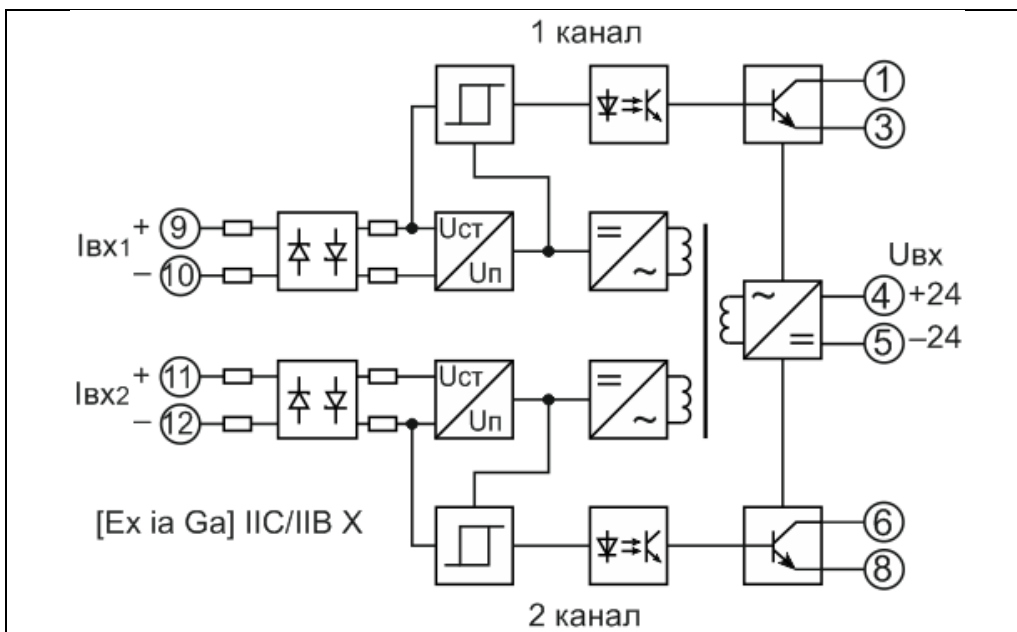 1 канал
1
3
Uст
Uп
Iвх1
+ 9
– 10
=
~
Uвх
~
=
4 +24
5 –24
Iвх2
+ 11
– 12
Uст
Uп
=
~
[Ex ia Ga] IIC/IIB X
6
8
2 канал